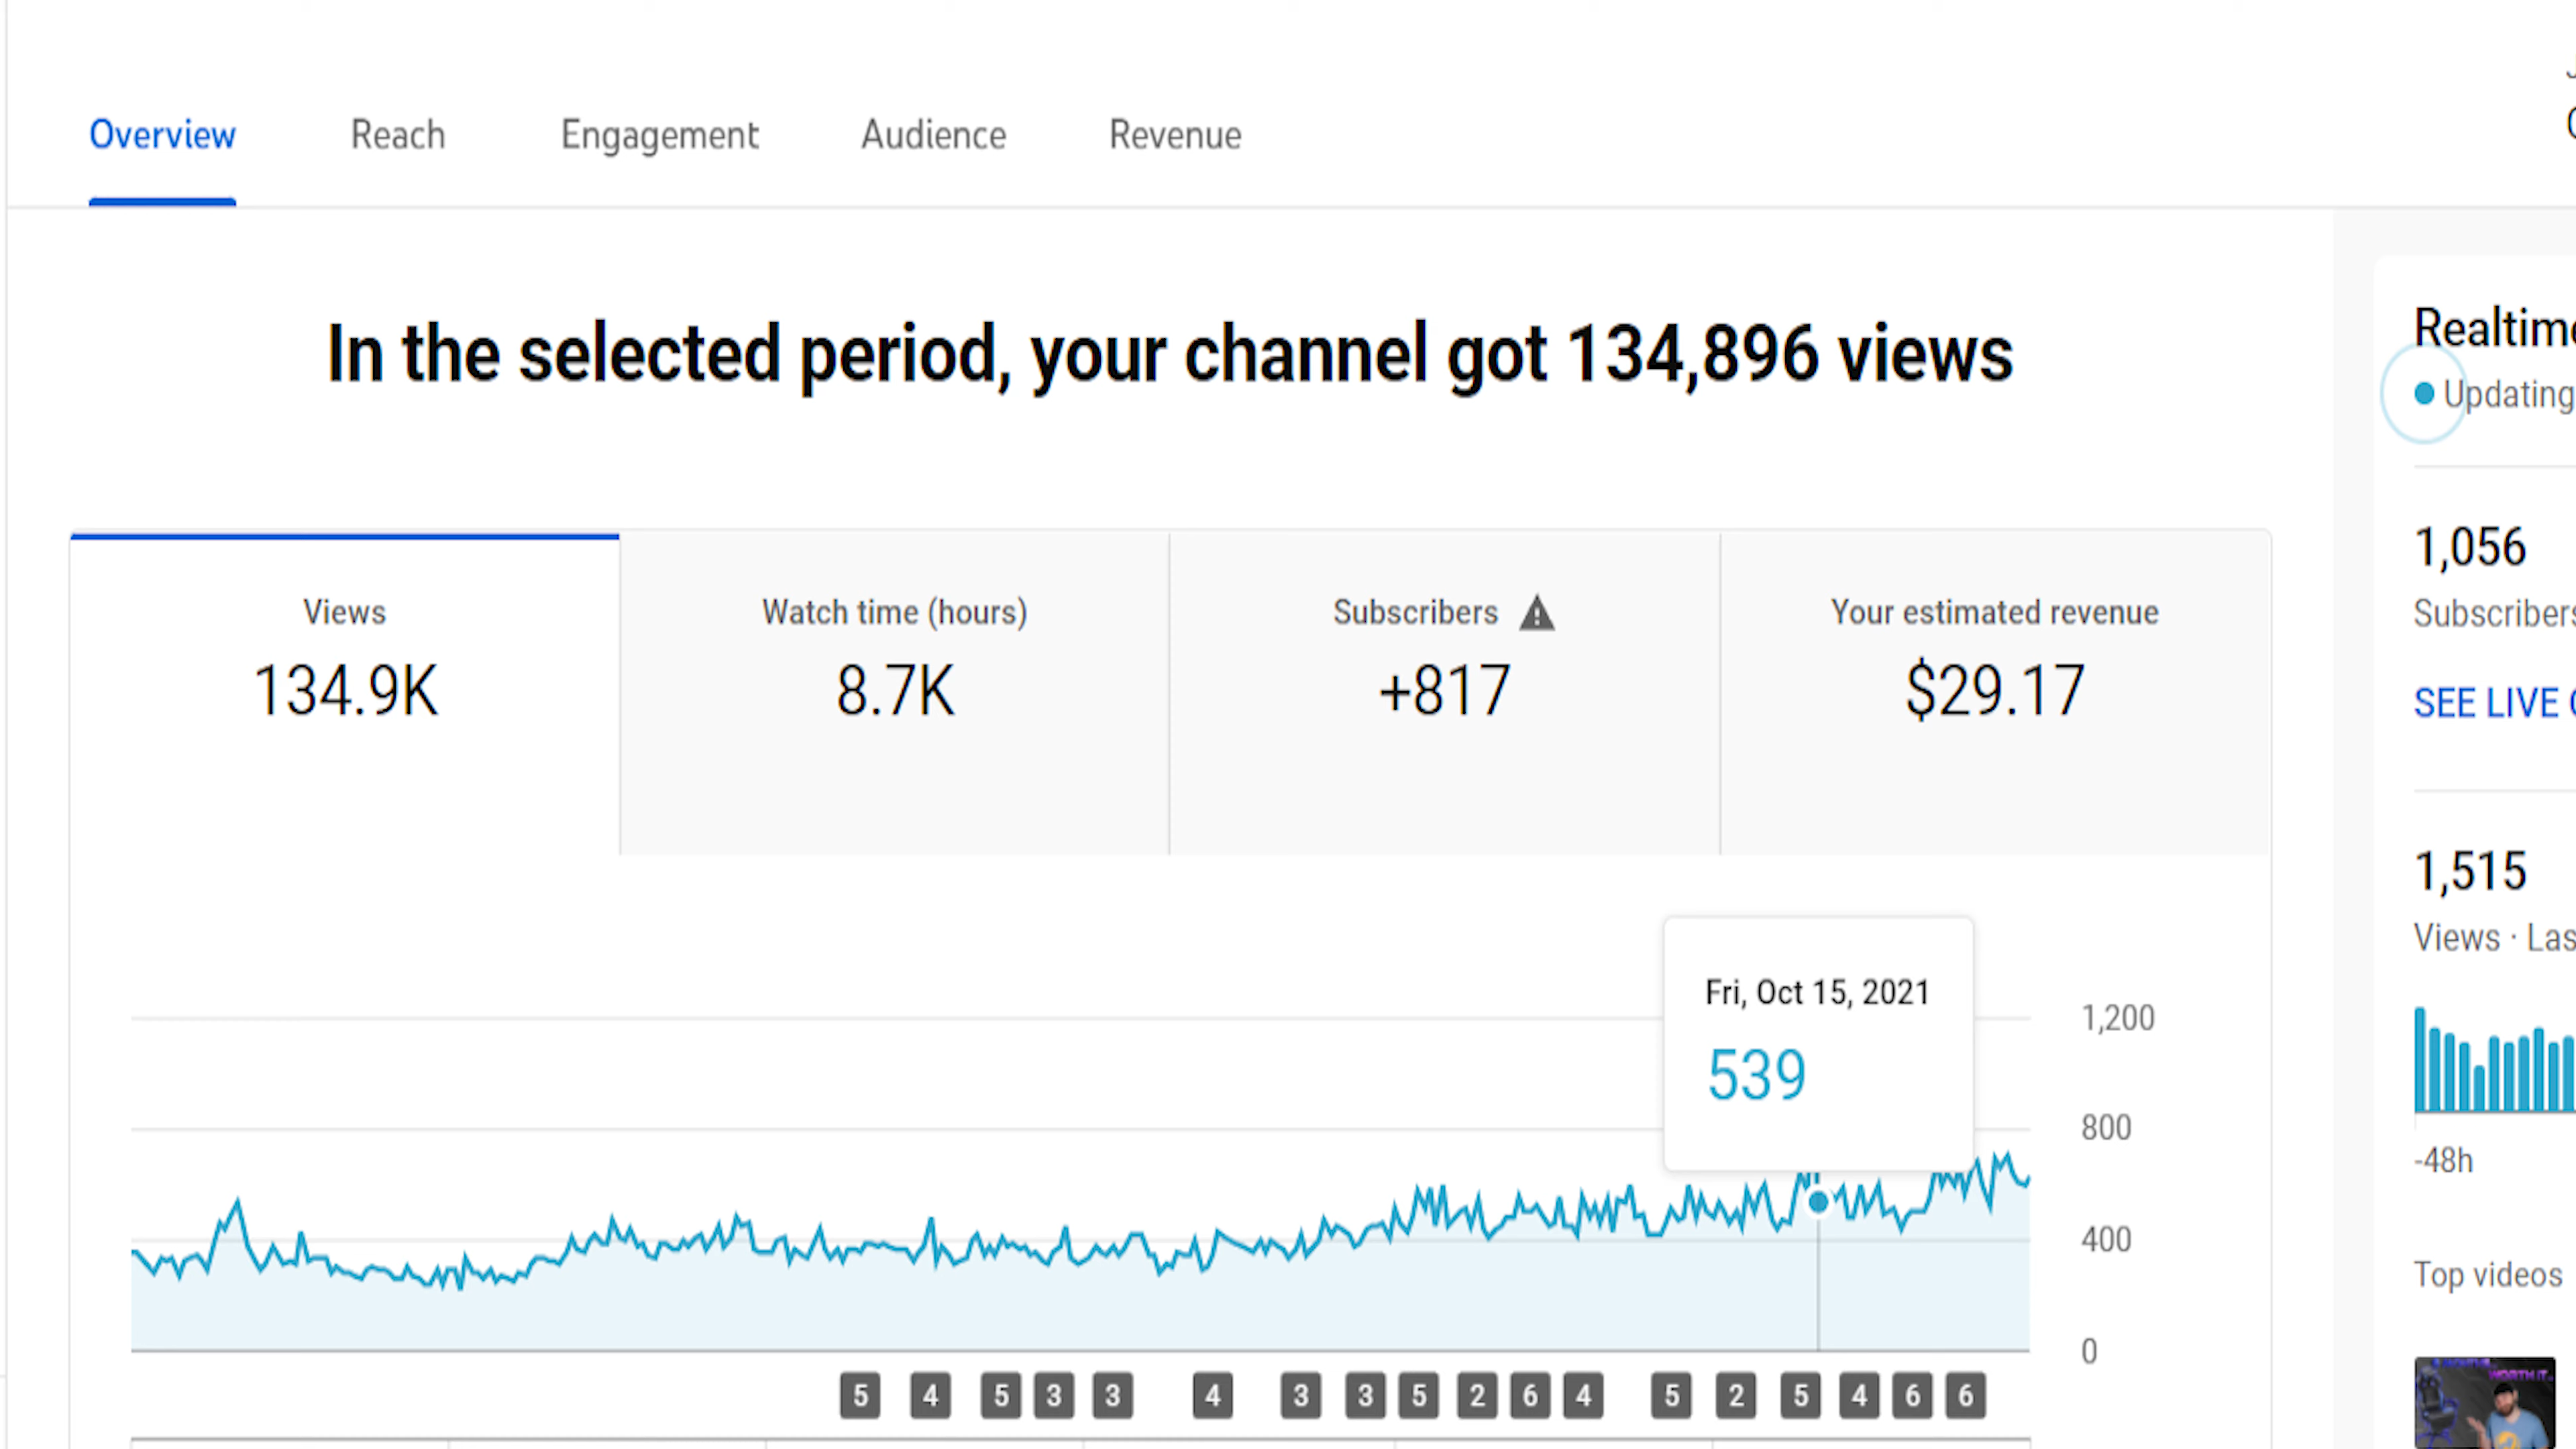 Overview Reach Engagement Audience Revenue
In the selected period, your channel got 134,896 views
Views
134.9K
Watch time (hours)
8.7K
Subscribers
+817
Your estimated revenue
$29.17
Fri, Oct 15, 2021
539
1,200
800
400
0
5 4 5 3 3 4 3 3 5 2 6 4 5 2 5 4 6 6
Updating
1,056
SEE LIVE
1,515
Views ·
-48h
Top videos
WORTH IT